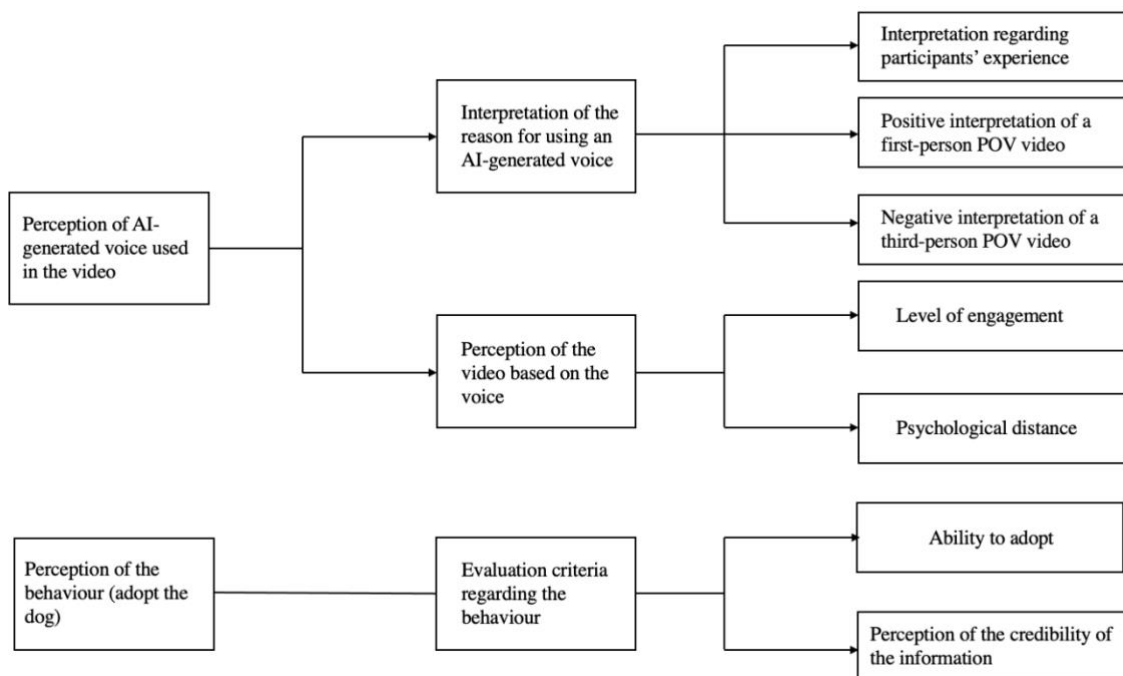 Interpretation regarding
participants’ experience
Interpretation of the
reason for using an
AI-generated voice
Positive interpretation of a
first-person POV video
Perception of AI-
generated voice used
in the video
Negative interpretation of a
third-person POV video
Perception of the
video based on the
voice
Level of engagement
Psychological distance
Perception of the
behaviour (adopt the
dog)
Evaluation criteria
regarding the
behaviour
Ability to adopt
Perception of the credibility of
the information